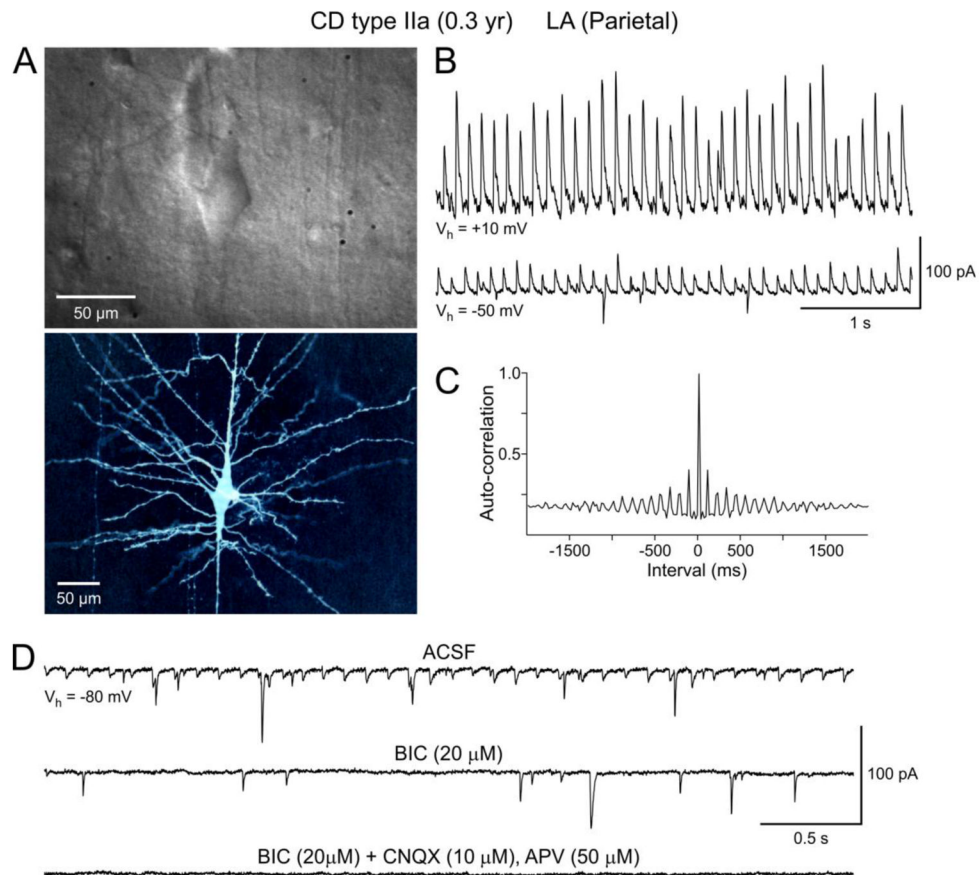 CD type IIa (0.3 yr) LA (Parietal)
A
50 µm
50 µm
B
V_h = +10 mV
100 pA
V_h = -50 mV
1 s
C
Auto-correlation
1.0
0.5
-1500 -500 0 500 1500
Interval (ms)
D
ACSF
V_h = -80 mV
BIC (20 µM)
100 pA
0.5 s
BIC (20µM) + CNQX (10 µM), APV (50 µM)